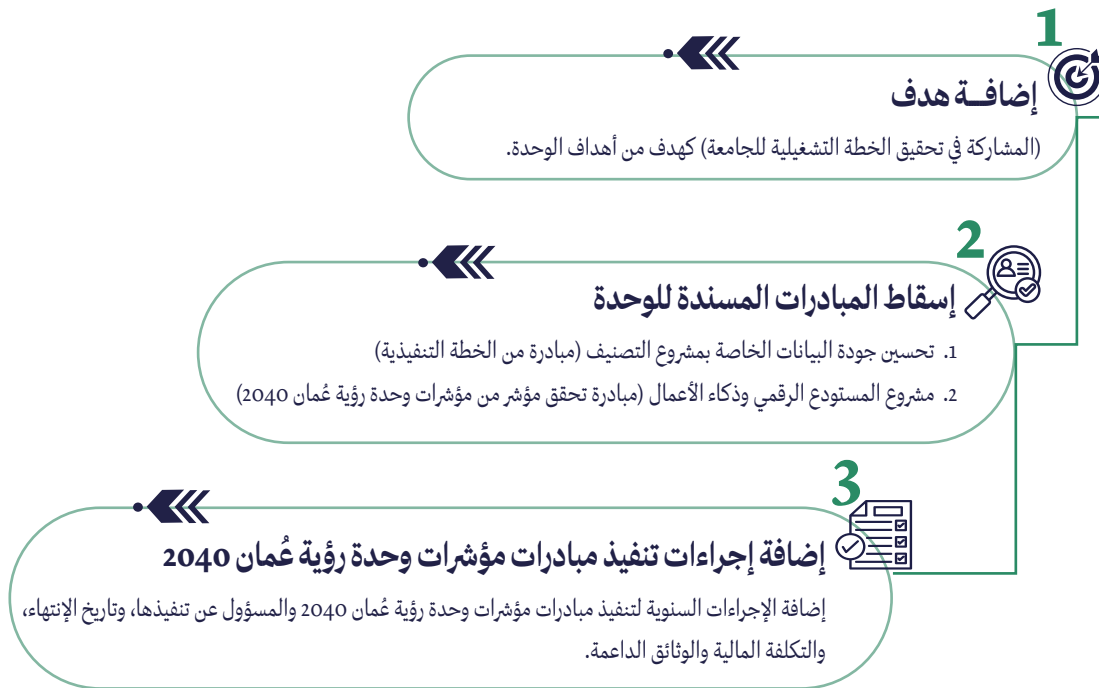 1
إضافــة هدف
(المشاركة في تحقيق الخطة التشغيلية للجامعة) كهدف من أهداف الوحدة.
2
إسقاط المبادرات المسندة للوحدة
1. تحسين جودة البيانات الخاصة بمشروع التصنيف (مبادرة من الخطة التنفيذية)
2. مشروع المستودع الرقمي وذكاء الأعمال (مبادرة تحقق مؤشر من مؤشرات وحدة رؤية عُمان 2040)
3
إضافة إجراءات تنفيذ مبادرات مؤشرات وحدة رؤية عُمان 2040
إضافة الإجراءات السنوية لتنفيذ مبادرات مؤشرات وحدة رؤية عُمان 2040 والمسؤول عن تنفيذها، وتاريخ الإنتهاء،
والتكلفة المالية والوثائق الداعمة.